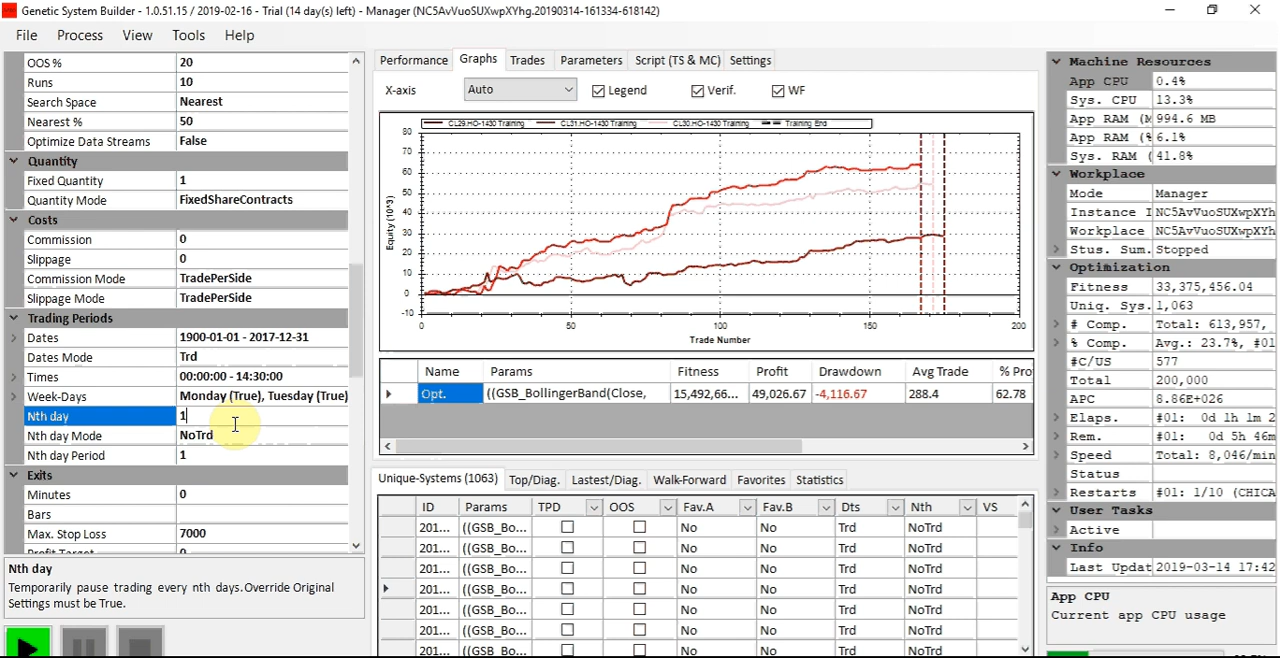 Genetic System Builder - 1.0.51.15 / 2019-02-16 - Trial (14 day(s) left) - Manager (NC5AvVuoSUXwpXYhg.20190314-161334-618142)
File Process View Tools Help
OOS % 20
Runs 10
Search Space Nearest
Nearest % 50
Optimize Data Streams False
Quantity
Fixed Quantity 1
Quantity Mode FixedShareContracts
Costs
Commission 0
Slippage 0
Commission Mode TradePerSide
Slippage Mode TradePerSide
Trading Periods
Dates 1900-01-01 - 2017-12-31
Dates Mode Trd
Times 00:00:00 - 14:30:00
Week-Days Monday (True), Tuesday (True)
Nth day 1
Nth day Mode NoTrd
Nth day Period 1
Exits
Minutes 0
Bars
Max. Stop Loss 7000
Profit Target 0
Nth day
Temporarily pause trading every nth days. Override Original
Settings must be True.
Performance Graphs Trades Parameters Script (TS & MC) Settings
X-axis Auto Legend Verif. WF
CL29.HO-1430 Training CL31.HO-1430 Training CL30.HO-1430 Training Training End
80
70
60
50
40
30
20
10
0
-10
Equity (10^3)
0 50 100 150 200
Trade Number
Name Params Fitness Profit Drawdown Avg Trade % Pro
Opt. ((GSB_BollingerBand(Close, 15,492,66... 49,026.67 -4,116.67 288.4 62.78
Unique-Systems (1063) Top/Diag. Lastest/Diag. Walk-Forward Favorites Statistics
ID Params TPD OOS Fav.A Fav.B Dts Nth VS
201... ((GSB_Bo... No No Trd NoTrd
201... ((GSB_Bo... No No Trd NoTrd
201... ((GSB_Bo... No No Trd NoTrd
201... ((GSB_Bo... No No Trd NoTrd
201... ((GSB_Bo... No No Trd NoTrd
201... ((GSB_Bo... No No Trd NoTrd
201... ((GSB_Bo... No No Trd NoTrd
Machine Resources
App CPU 0.4%
Sys. CPU 13.3%
App RAM (M 994.6 MB
App RAM (% 6.1%
Sys. RAM ( 41.8%
Workplace
Mode Manager
Instance I NC5AvVuoSUXwpXYh
Workplace NC5AvVuoSUXwpXYh
Stus. Sum. Stopped
Optimization
Fitness 33,375,456.04
Uniq. Sys. 1,063
# Comp. Total: 613,957,
% Comp. Avg.: 23.7%, #01
#C/US 577
Total 200,000
APC 8.86E+026
Elaps. #01: 0d 1h 1m 2
Rem. #01: 0d 5h 46m
Speed Total: 8,046/min
Status
Restarts #01: 1/10 (CHICA
User Tasks
Active
Info
Last Updat 2019-03-14 17:42
App CPU
Current app CPU usage